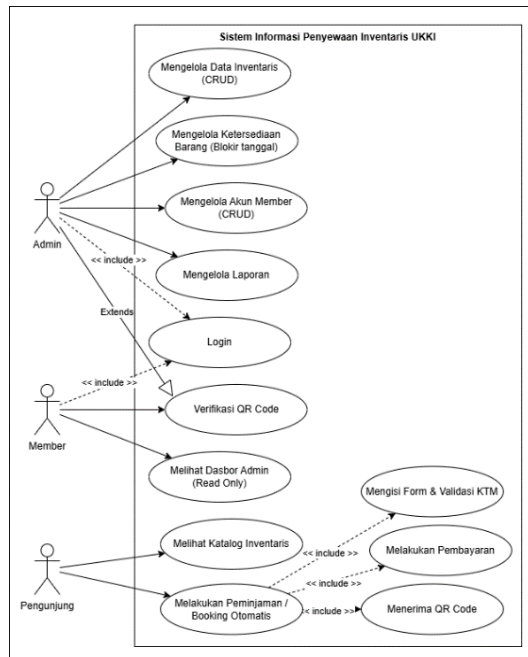 Sistem Informasi Penyewaan Inventaris UKKI
Mengelola Data Inventaris
(CRUD)
Mengelola Ketersediaan
Barang (Blokir tanggal)
Mengelola Akun Member
(CRUD)
Admin
<< include >>
Mengelola Laporan
Extends
Login
<< include >>
Verifikasi QR Code
Member
Melihat Dasbor Admin
(Read Only)
Mengisi Form & Validasi KTM
Melihat Katalog Inventaris
<< include >>
Melakukan Pembayaran
Pengunjung
<< include >>
Melakukan Peminjaman /
Booking Otomatis
<< include >>
Menerima QR Code